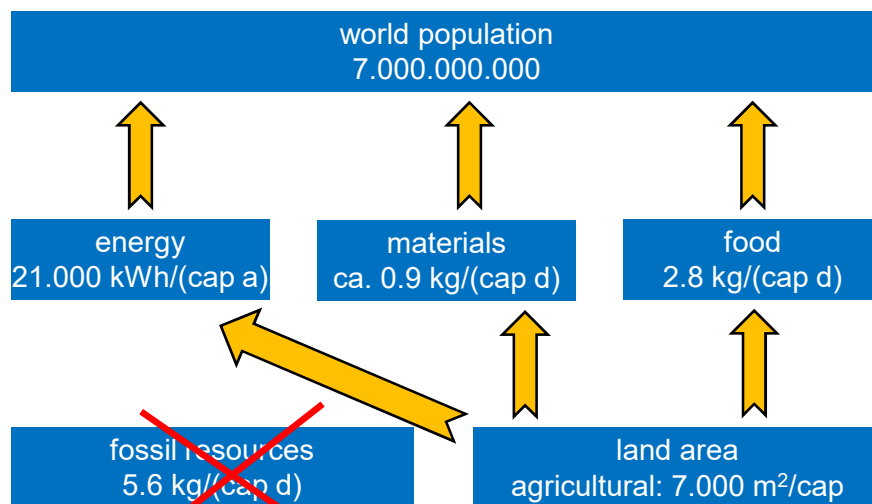 world population
7.000.000.000
energy
21.000 kWh/(cap a)
materials
ca. 0.9 kg/(cap d)
food
2.8 kg/(cap d)
fossil resources
5.6 kg/(cap d)
land area
agricultural: 7.000 m²/cap